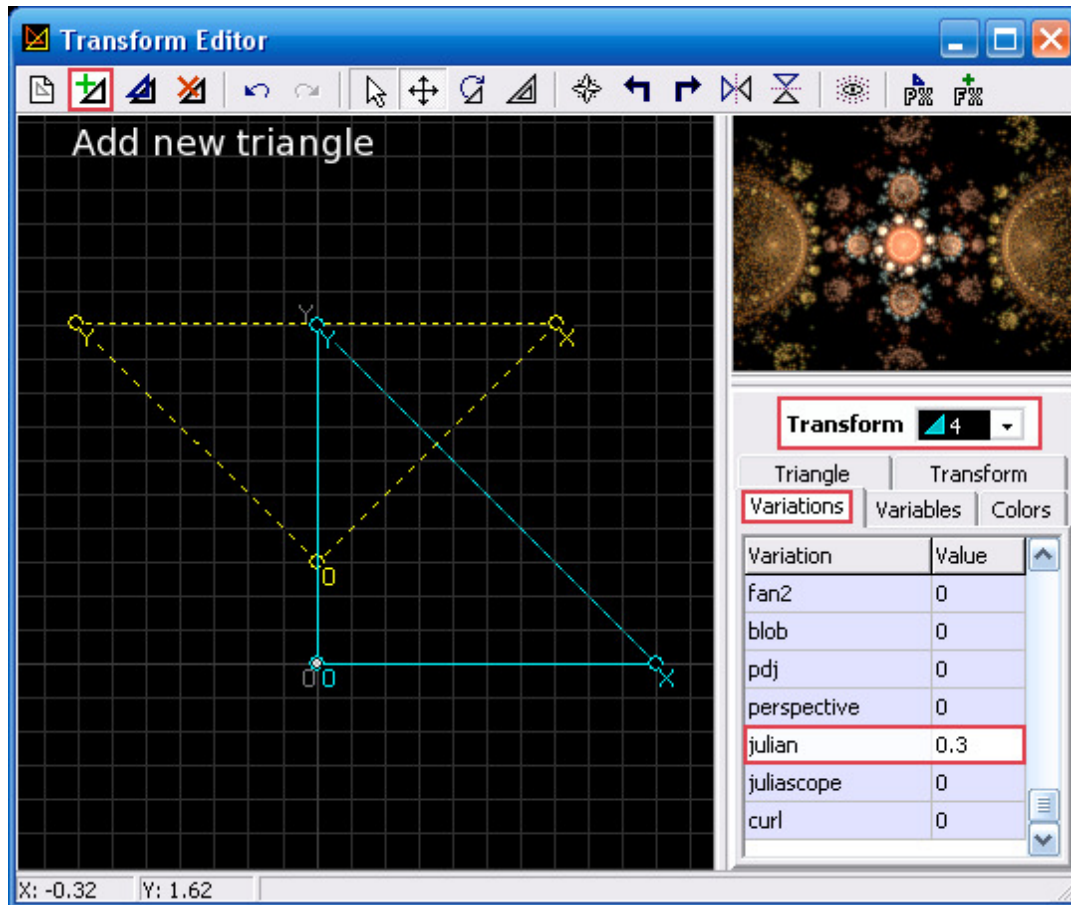 Transform Editor
P% F%
Add new triangle
Y Y Y X
O
O O X
Transform 4
Triangle Transform
Variations Variables Colors
Variation Value
fan2 0
blob 0
pdj 0
perspective 0
julian 0.3
juliascope 0
curl 0
X: -0.32 Y: 1.62